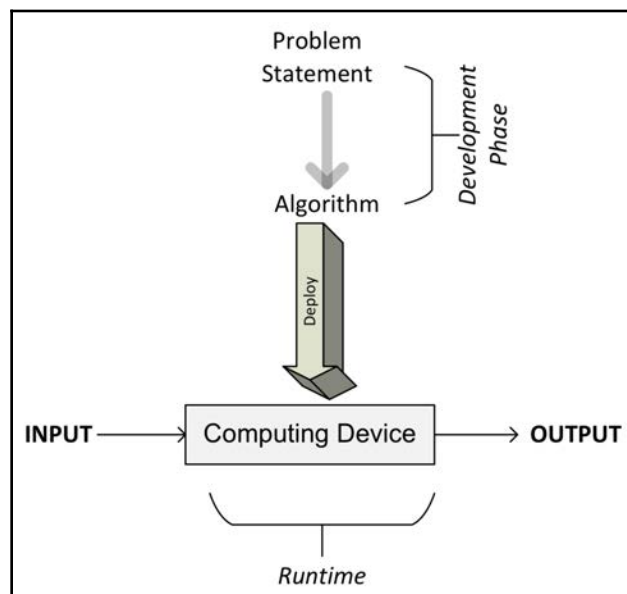 Problem
Statement
Development
Phase
Algorithm
Deploy
INPUT
Computing Device
OUTPUT
Runtime